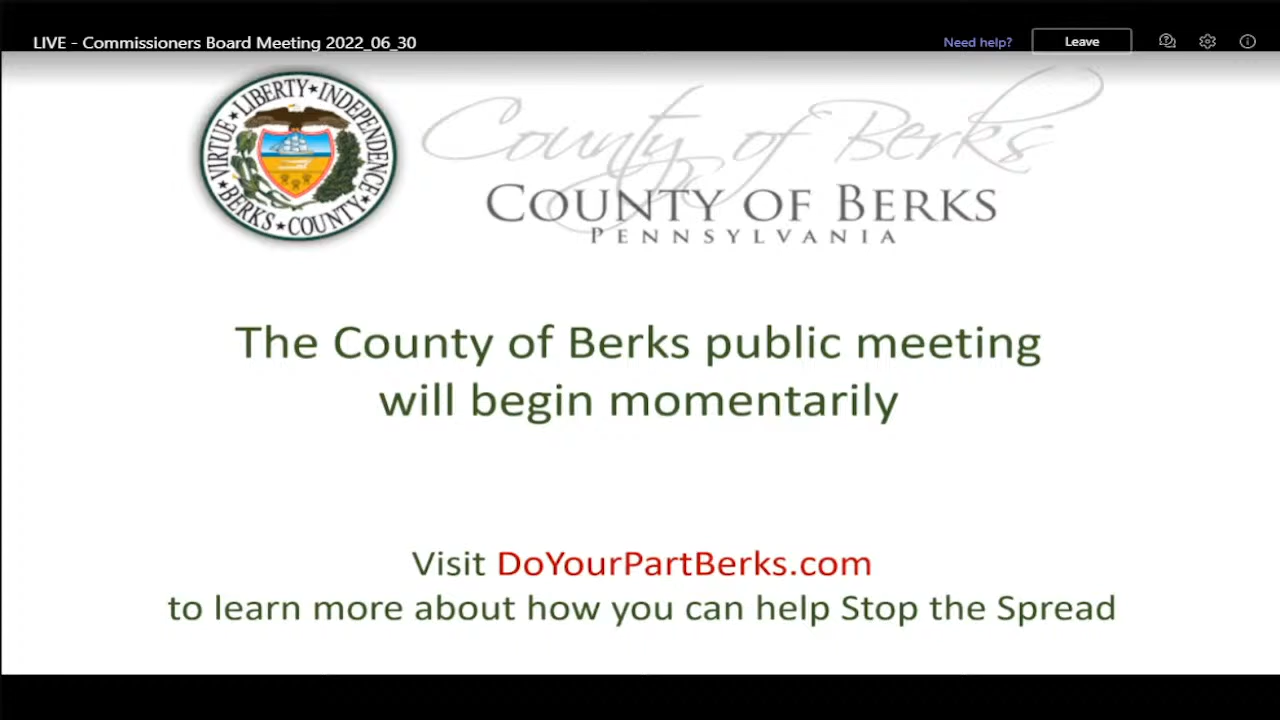 LIVE - Commissioners Board Meeting 2022_06_30
Need help?
Leave
VIRTUE★LIBERTY★INDEPENDENCE
★BERKS★COUNTY★
County of Berks
COUNTY OF BERKS
PENNSYLVANIA
The County of Berks public meeting
will begin momentarily
Visit DoYourPartBerks.com
to learn more about how you can help Stop the Spread